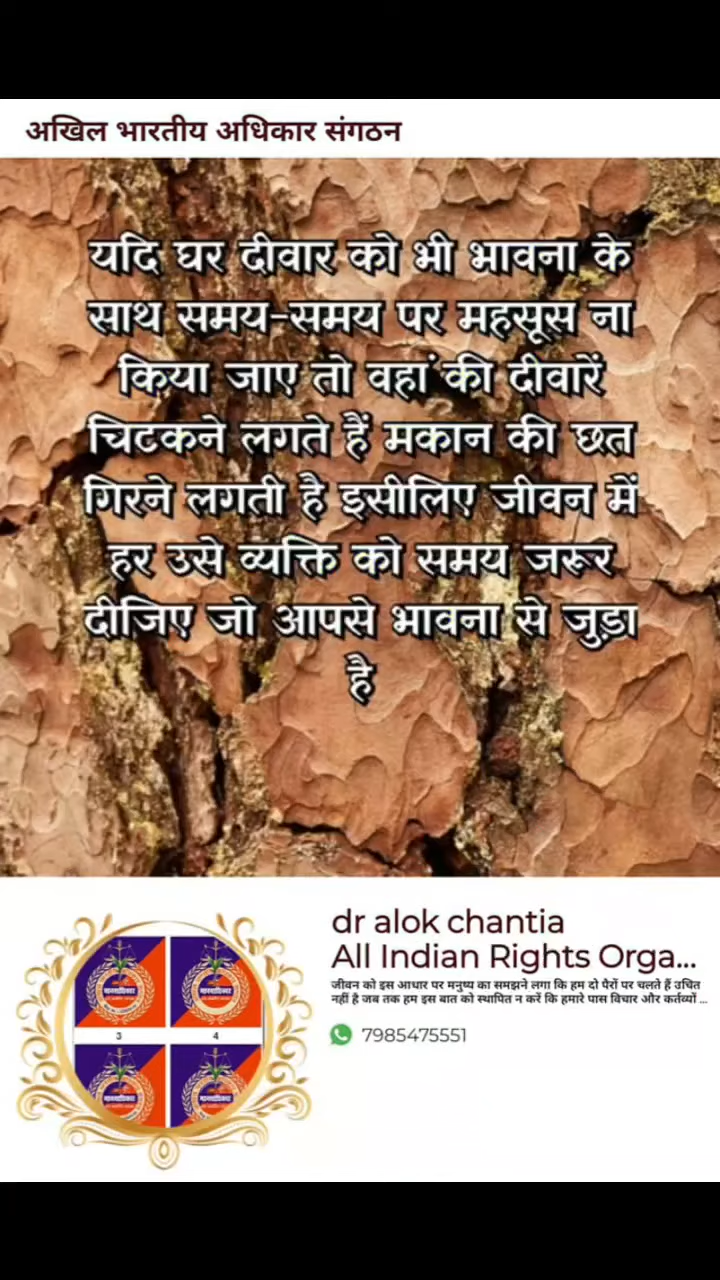 अखिल भारतीय अधिकार संगठन
यदि घर दीवार को भी भावना के
साथ समय-समय पर महसूस ना
किया जाए तो वहां की दीवारें
चिटकने लगते हैं मकान की छत
गिरने लगती है इसीलिए जीवन में
हर उसे व्यक्ति को समय जरूर
दीजिए जो आपसे भावना से जुड़ा
है
dr alok chantia
All Indian Rights Orga...
जीवन को इस आधार पर मनुष्य का समझने लगा कि हम दो पैरों पर चलते हैं उचित
नहीं है जब तक हम इस बात को स्थापित न करें कि हमारे पास विचार और कर्तव्यों ...
7985475551
3 4